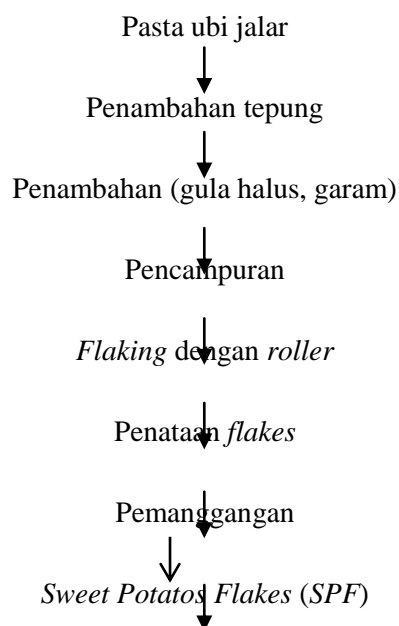 Pasta ubi jalar
Penambahan tepung
Penambahan (gula halus, garam)
Pencampuran
Flaking dengan roller
Penataan flakes
Pemanggangan
Sweet Potatos Flakes (SPF)